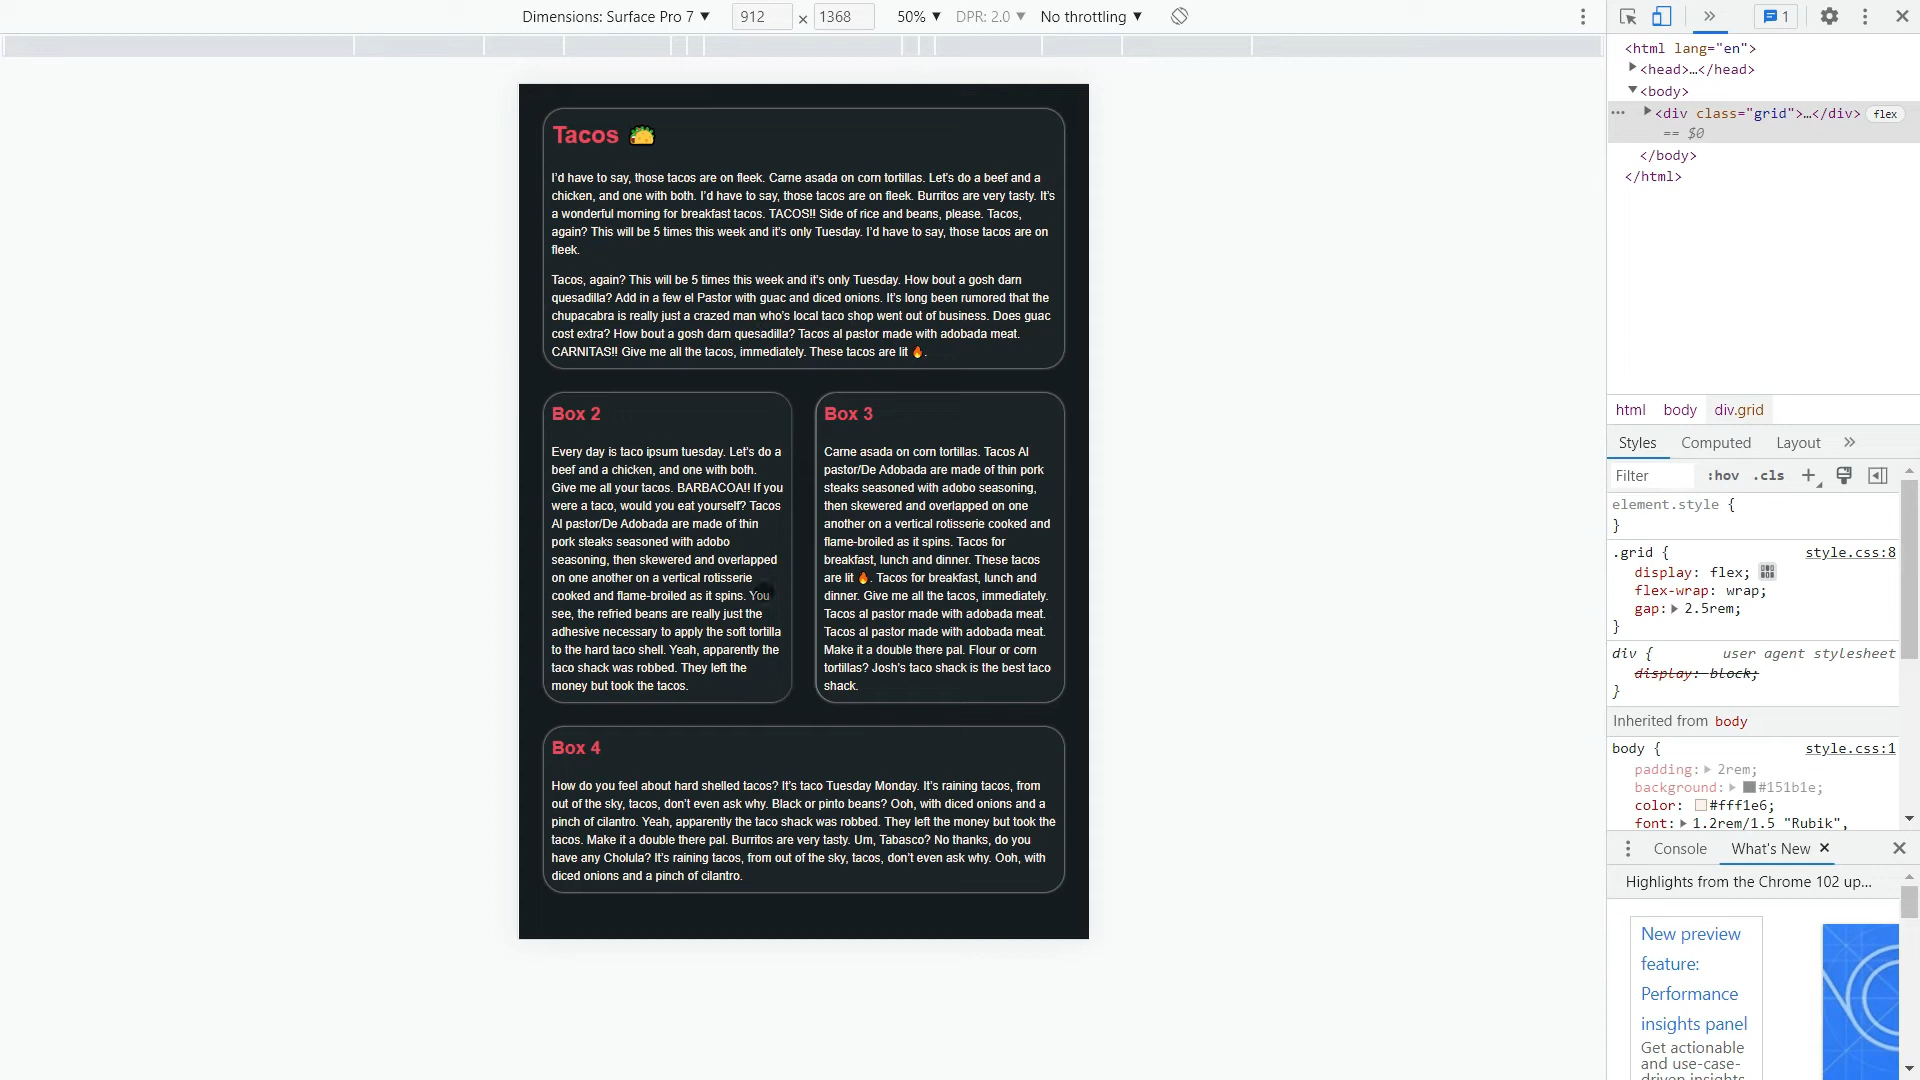 Dimensions: Surface Pro 7 ▼ 912 × 1368 50% ▼ DPR: 2.0 ▼ No throttling ▼
Tacos 🌮
I’d have to say, those tacos are on fleek. Carne asada on corn tortillas. Let’s do a beef and a
chicken, and one with both. I’d have to say, those tacos are on fleek. Burritos are very tasty. It’s
a wonderful morning for breakfast tacos. TACOS!! Side of rice and beans, please. Tacos,
again? This will be 5 times this week and it’s only Tuesday. I’d have to say, those tacos are on
fleek.
Tacos, again? This will be 5 times this week and it’s only Tuesday. How bout a gosh darn
quesadilla? Add in a few el Pastor with guac and diced onions. It’s long been rumored that the
chupacabra is really just a crazed man who’s local taco shop went out of business. Does guac
cost extra? How bout a gosh darn quesadilla? Tacos al pastor made with adobada meat.
CARNITAS!! Give me all the tacos, immediately. These tacos are lit 🔥.
Box 2
Every day is taco ipsum tuesday. Let’s do a
beef and a chicken, and one with both.
Give me all your tacos. BARBACOA!! If you
were a taco, would you eat yourself? Tacos
Al pastor/De Adobada are made of thin
pork steaks seasoned with adobo
seasoning, then skewered and overlapped
on one another on a vertical rotisserie
cooked and flame-broiled as it spins. You
see, the refried beans are really just the
adhesive necessary to apply the soft tortilla
to the hard taco shell. Yeah, apparently the
taco shack was robbed. They left the
money but took the tacos.
Box 3
Carne asada on corn tortillas. Tacos Al
pastor/De Adobada are made of thin pork
steaks seasoned with adobo seasoning,
then skewered and overlapped on one
another on a vertical rotisserie cooked and
flame-broiled as it spins. Tacos for
breakfast, lunch and dinner. These tacos
are lit 🔥. Tacos for breakfast, lunch and
dinner. Give me all the tacos, immediately.
Tacos al pastor made with adobada meat.
Tacos al pastor made with adobada meat.
Make it a double there pal. Flour or corn
tortillas? Josh’s taco shack is the best taco
shack.
Box 4
How do you feel about hard shelled tacos? It’s taco Tuesday Monday. It’s raining tacos, from
out of the sky, tacos, don’t even ask why. Black or pinto beans? Ooh, with diced onions and a
pinch of cilantro. Yeah, apparently the taco shack was robbed. They left the money but took the
tacos. Make it a double there pal. Burritos are very tasty. Um, Tabasco? No thanks, do you
have any Cholula? It’s raining tacos, from out of the sky, tacos, don’t even ask why. Ooh, with
diced onions and a pinch of cilantro.
1
<html lang="en">
<head>…</head>
<body>
<div class="grid">…</div> flex
== $0
</body>
</html>
html body div.grid
Styles Computed Layout
Filter :hov .cls
element.style {
}
.grid { style.css:8
display: flex;
flex-wrap: wrap;
gap: 2.5rem;
}
div { user agent stylesheet
display: block;
}
Inherited from body
body { style.css:1
padding: 2rem;
background: #151b1e;
color: #fff1e6;
font: 1.2rem/1.5 "Rubik",
Console What's New
Highlights from the Chrome 102 up...
New preview
feature:
Performance
insights panel
Get actionable
and use-case-
driven insights